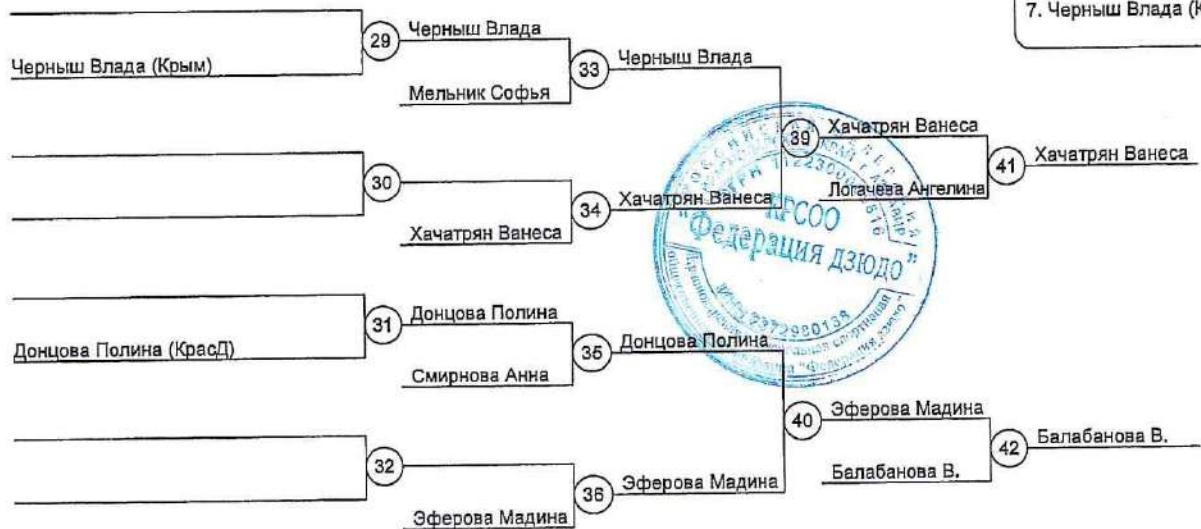 7. Черныш Влада (К
29
Черныш Влада
Черныш Влада (Крым)
33
Черныш Влада
Мельник Софья
39
Хачатрян Ванеса
30
41
Хачатрян Ванеса
34
Хачатрян Ванеса
Логачева Ангелина
Хачатрян Ванеса
КРСОО
"Федерация дзюдо"
31
Донцова Полина
Донцова Полина (КрасД)
35
Донцова Полина
Смирнова Анна
40
Эферова Мадина
32
42
Балабанова В.
36
Эферова Мадина
Балабанова В.
Эферова Мадина